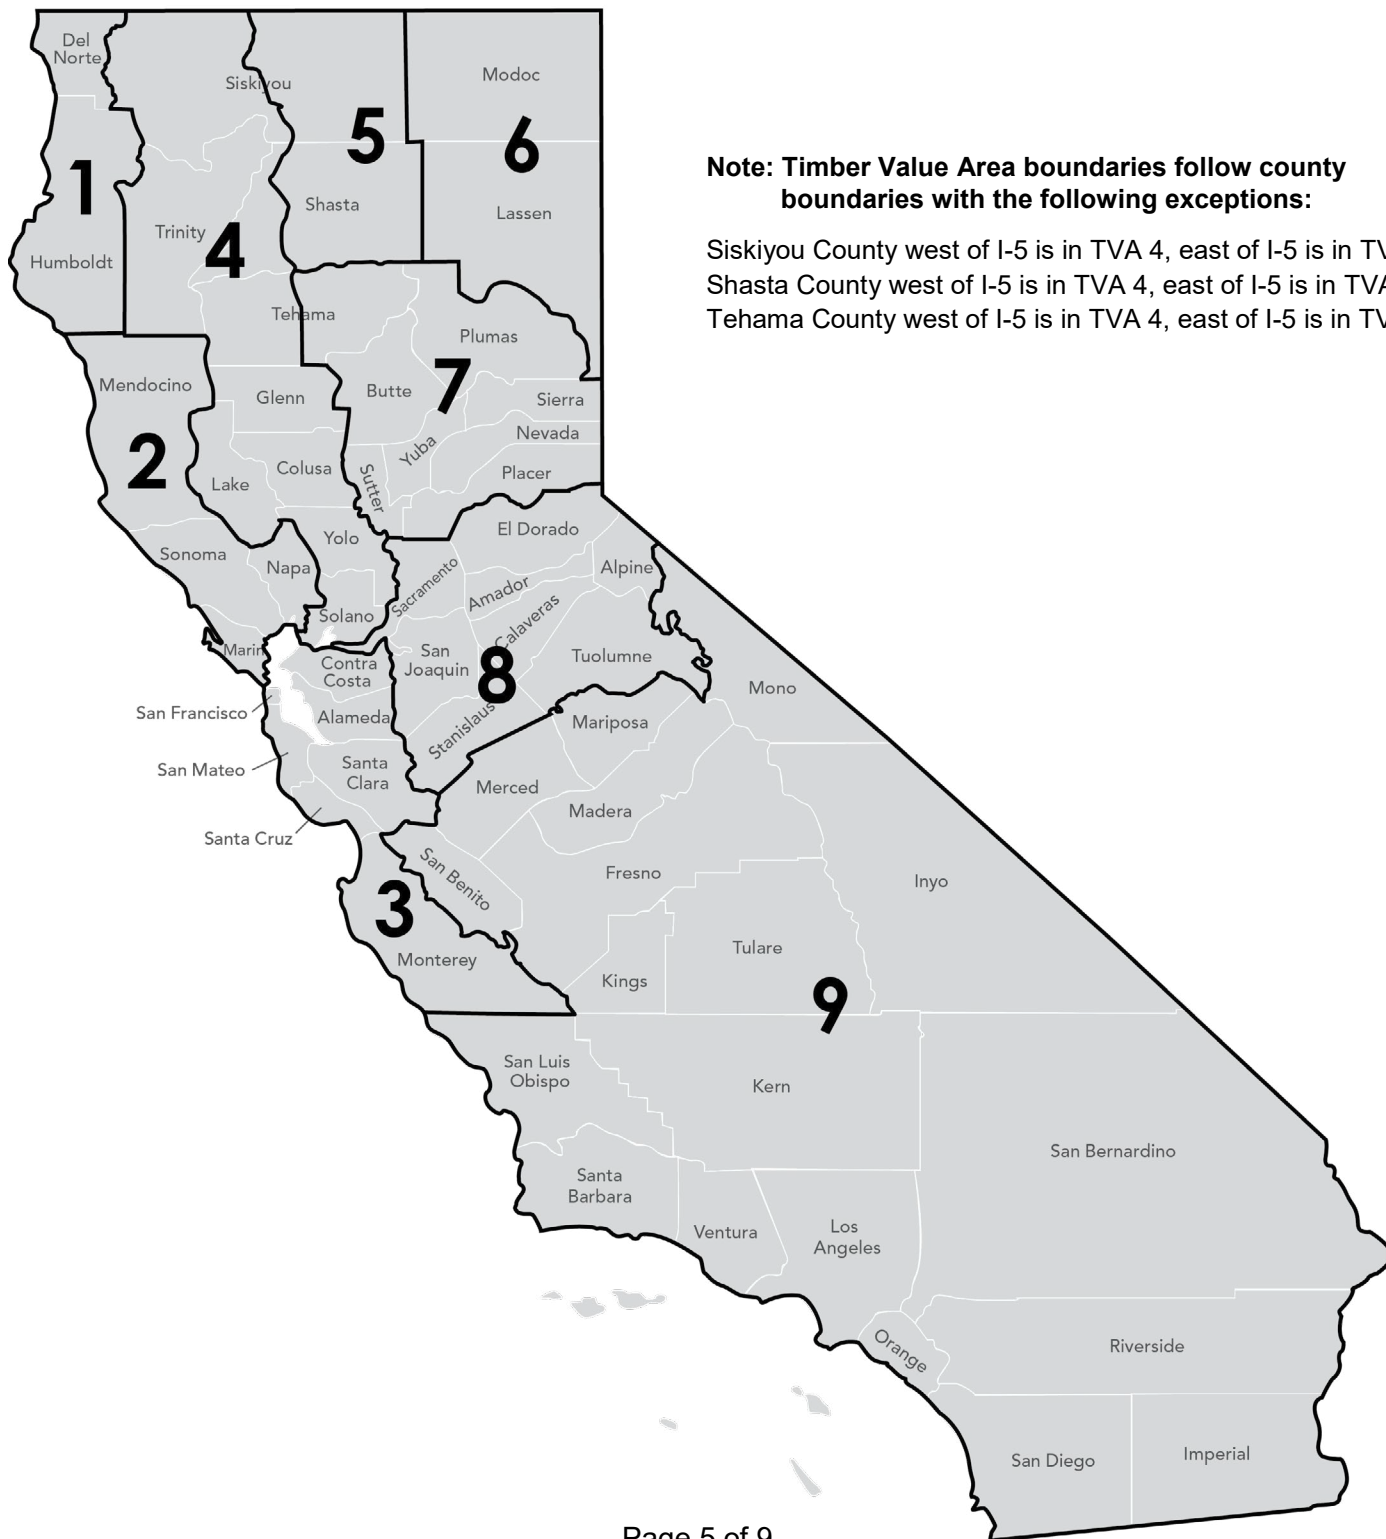 Del
Norte
Siskiyou
Modoc
5
6
1
Note: Timber Value Area boundaries follow county
boundaries with the following exceptions:
Shasta
Lassen
Trinity
4
Humboldt
Siskiyou County west of I-5 is in TVA 4, east of I-5 is in TV
Shasta County west of I-5 is in TVA 4, east of I-5 is in TVA
Tehama County west of I-5 is in TVA 4, east of I-5 is in TV
Tehama
Plumas
Mendocino
Glenn
Butte
7
Sierra
2
Nevada
Yuba
Colusa
Placer
Lake
Sutter
El Dorado
Yolo
Sonoma
Napa
Alpine
Sacramento
Amador
Solano
Calaveras
Marin
San
Joaquin
Contra
Costa
8
Tuolumne
Mono
San Francisco
Alameda
Stanislaus
Mariposa
San Mateo
Santa
Clara
Merced
Madera
Santa Cruz
San Benito
Fresno
Inyo
3
Tulare
Monterey
Kings
9
San Luis
Obispo
Kern
San Bernardino
Santa
Barbara
Ventura
Los
Angeles
Orange
Riverside
San Diego
Imperial
Page 5 of 9